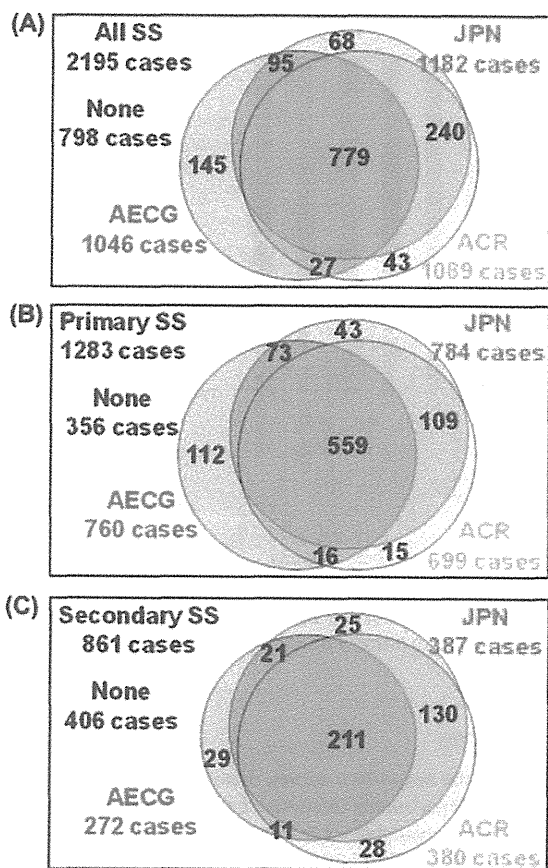 (A)
All SS
2195 cases
68
JPN
1182 cases
95
None
798 cases
240
145
779
AECG
1046 cases
27
43
ACR
1089 cases
(B)
Primary SS
1283 cases
43
JPN
784 cases
73
None
356 cases
109
112
559
AECG
760 cases
16
15
ACR
699 cases
(C)
Secondary SS
861 cases
25
JPN
387 cases
21
None
406 cases
130
29
211
AECG
272 cases
11
28
ACR
380 cases